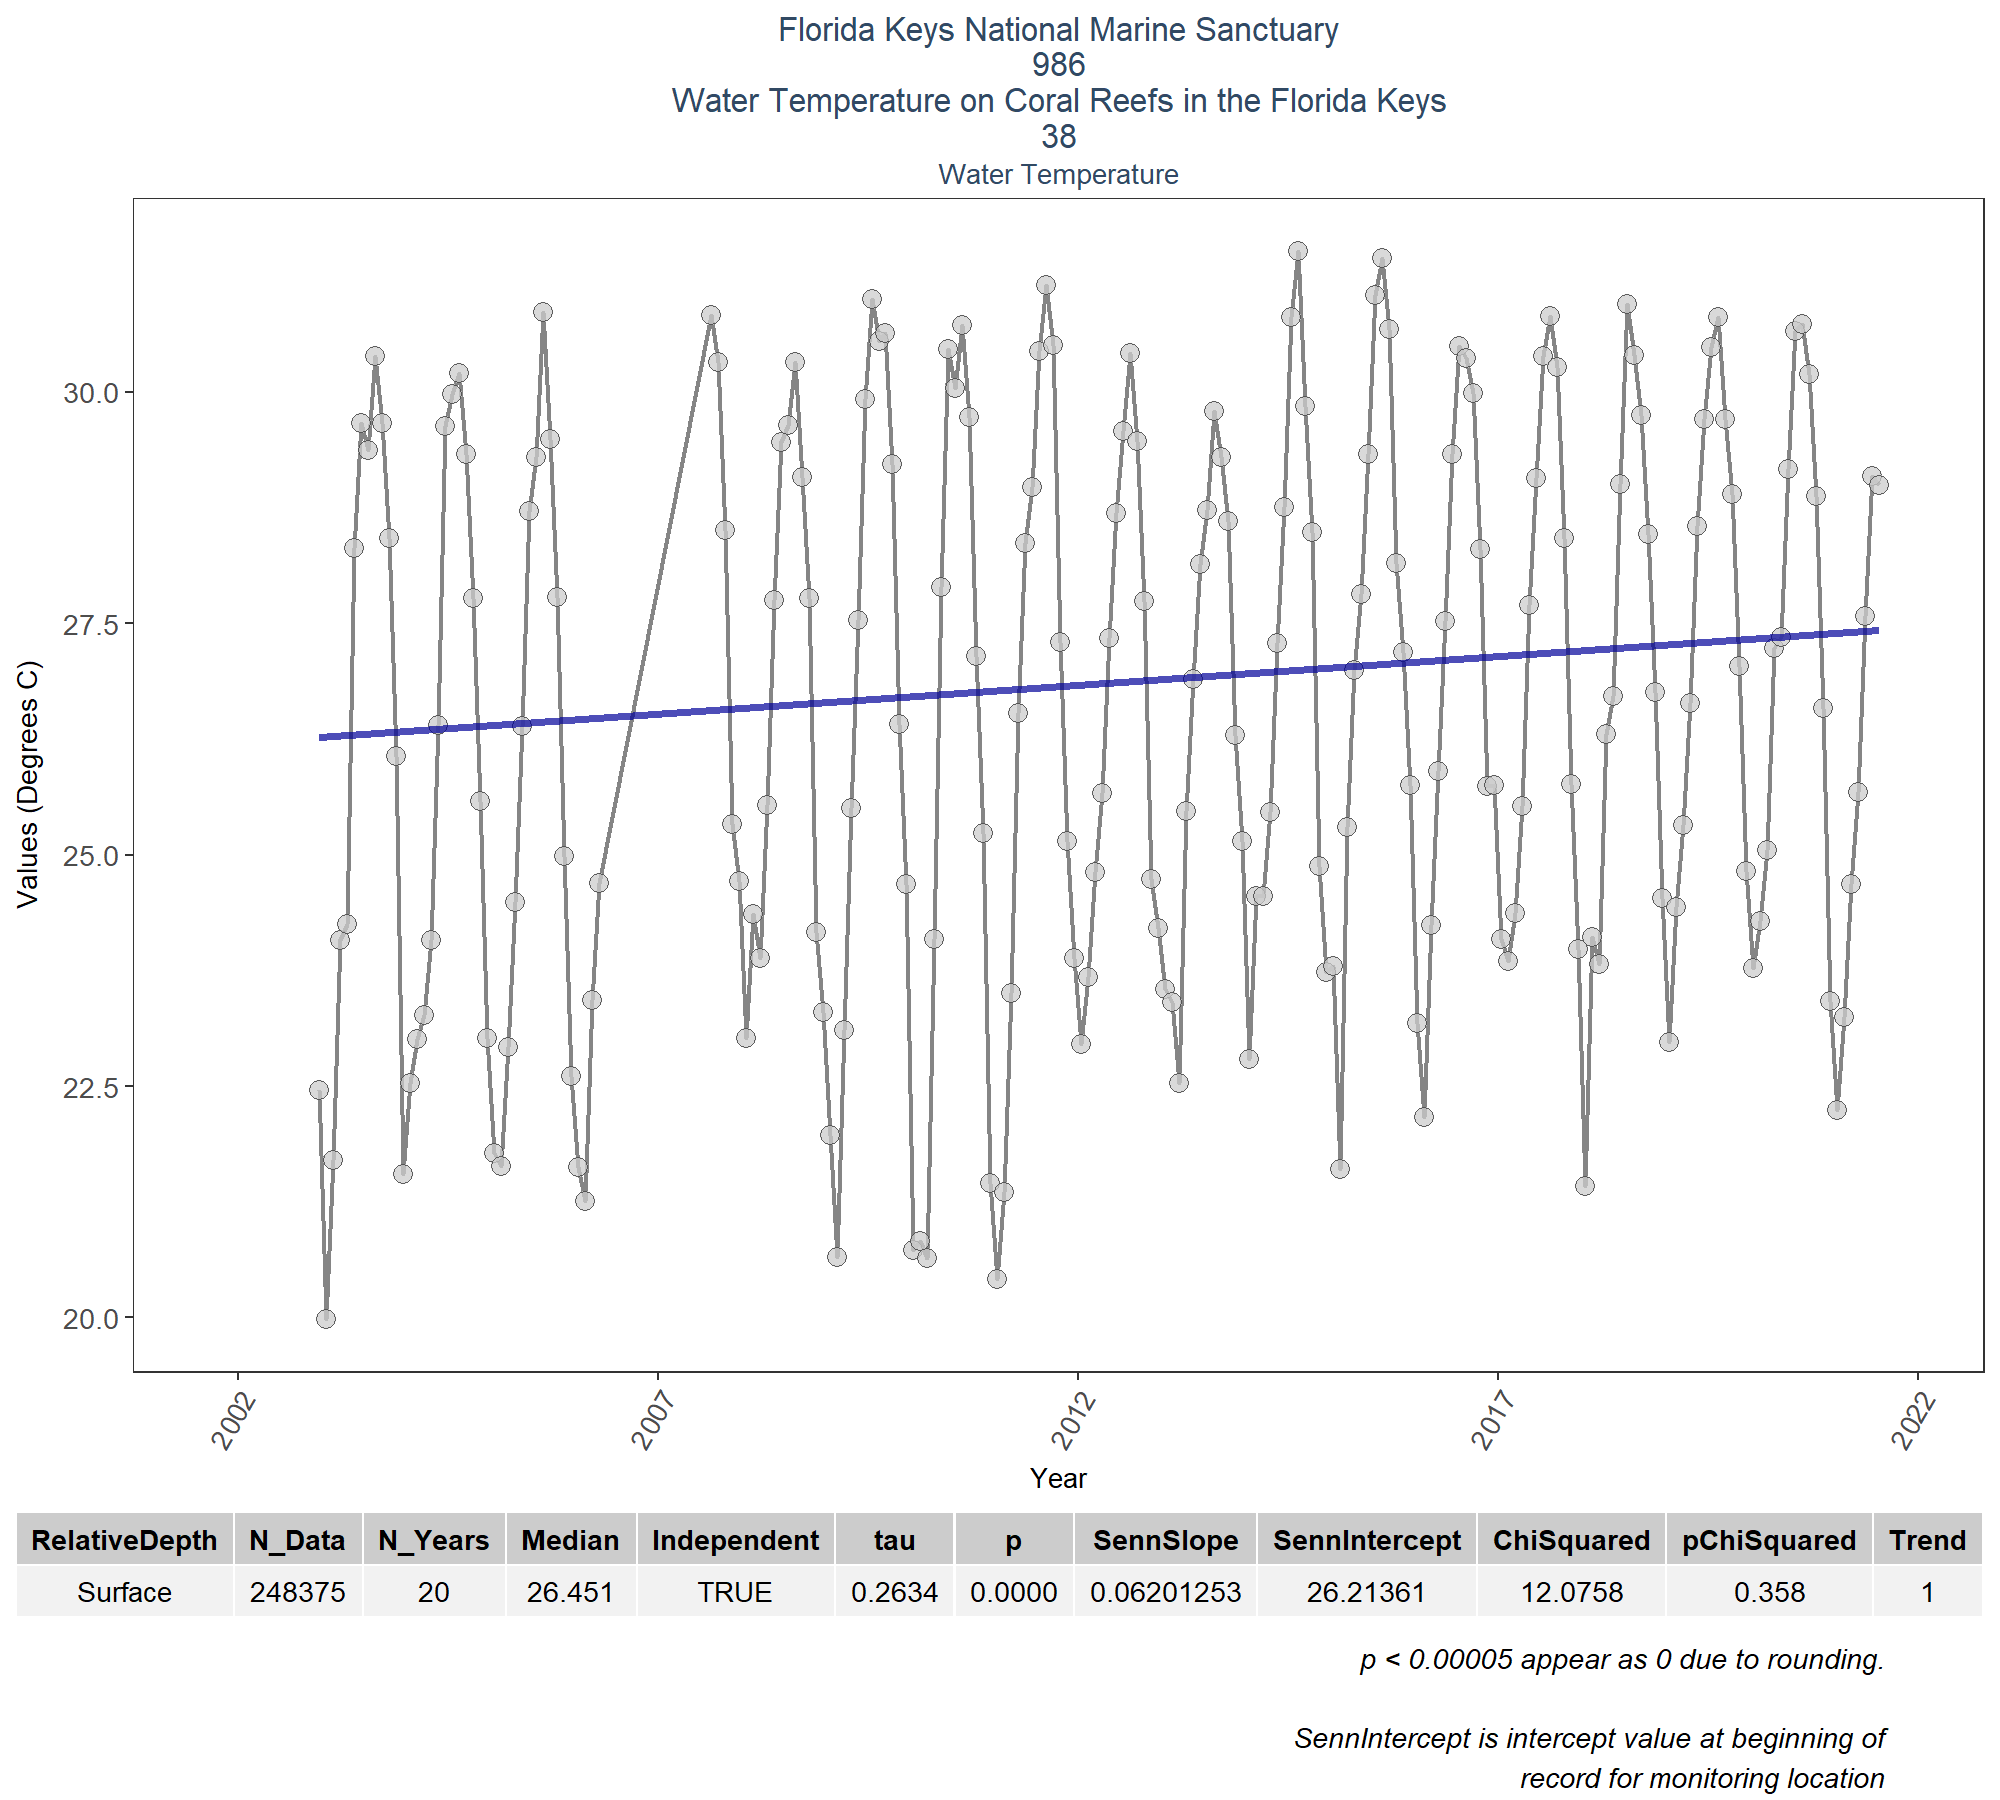 Florida Keys National Marine Sanctuary
986
Water Temperature on Coral Reefs in the Florida Keys
38
Water Temperature
Values (Degrees C)
30.0
27.5
25.0
22.5
20.0
2002
2007
2012
2017
2022
Year
RelativeDepth N_Data N_Years Median Independent tau p SennSlope SennIntercept ChiSquared pChiSquared Trend
Surface 248375 20 26.451 TRUE 0.2634 0.0000 0.06201253 26.21361 12.0758 0.358 1
p < 0.00005 appear as 0 due to rounding.
SennIntercept is intercept value at beginning of
record for monitoring location